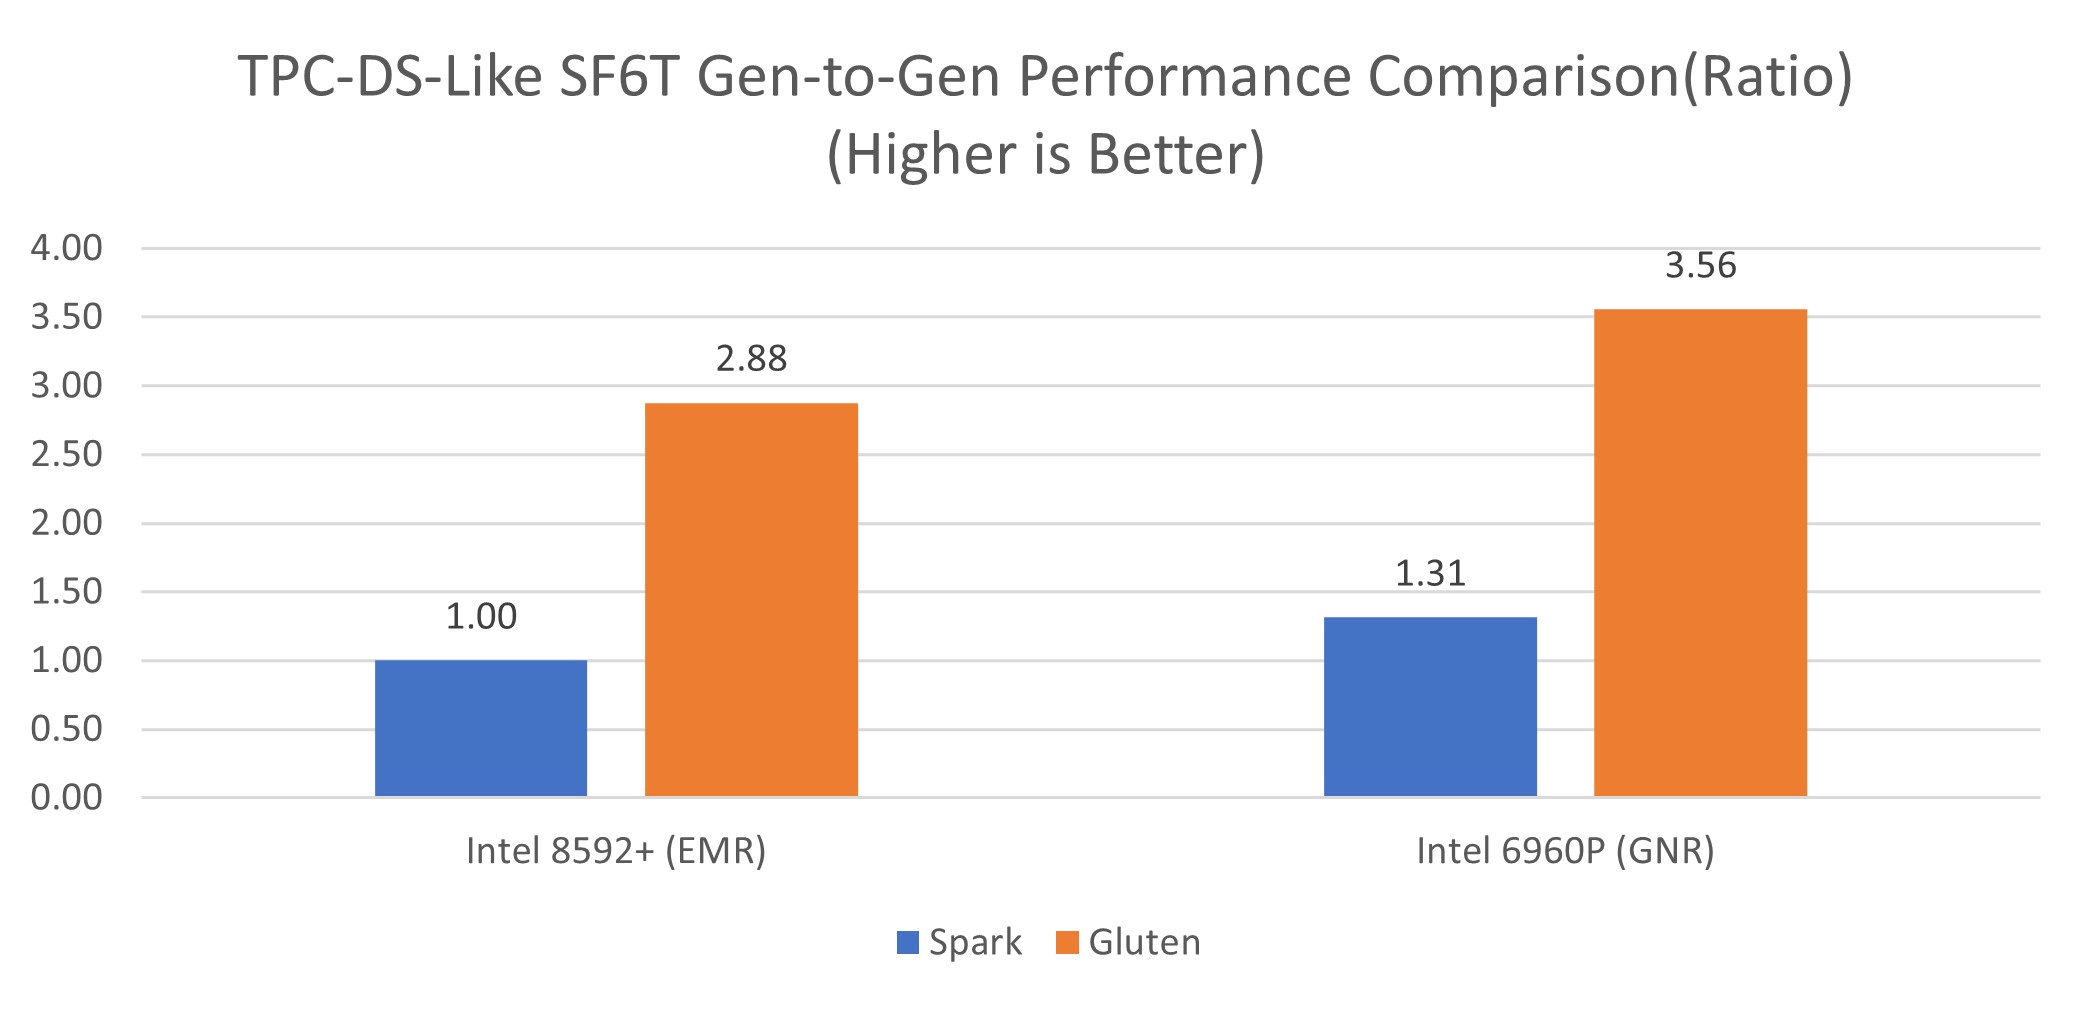 TPC-DS-Like SF6T Gen-to-Gen Performance Comparison(Ratio)
(Higher is Better)
4.00
3.50
3.00
2.50
2.00
1.50
1.00
0.50
0.00
1.00
2.88
1.31
3.56
Intel 8592+ (EMR)
Intel 6960P (GNR)
Spark
Gluten